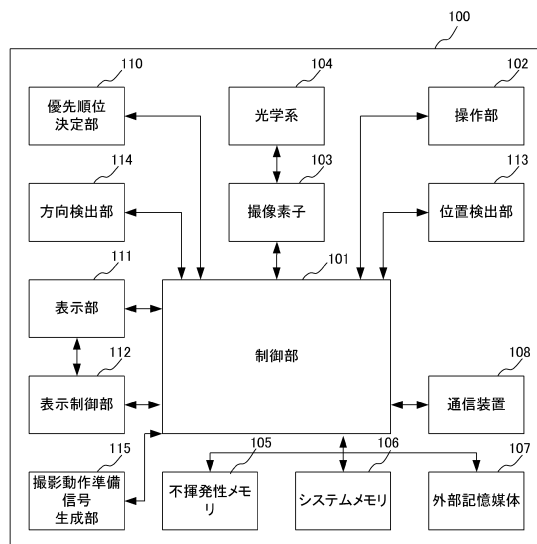 100
110
104
102
優先順位
決定部
光学系
操作部
114
103
113
方向検出部
撮像素子
位置検出部
111
101
表示部
制御部
112
108
表示制御部
通信装置
115
105
106
107
撮影動作準備
信号
生成部
不揮発性メモ
リ
システムメモリ
外部記憶媒体